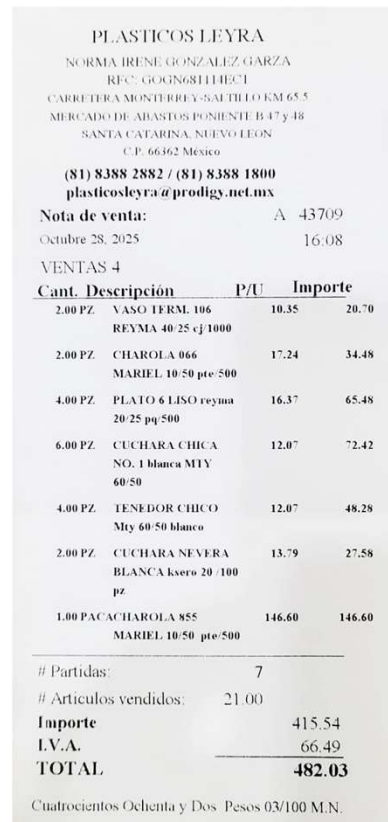 PLASTICOS LEYRA
NORMA IRENE GONZALEZ GARZA
RFC: GOGN681114EC1
CARRETERA MONTERREY-SALTILLO KM 65.5
MERCADO DE ABASTOS PONIENTE B 47 y 48
SANTA CATARINA, NUEVO LEON
C.P. 66362 México
(81) 8388 2882 / (81) 8388 1800
plasticosleyra@prodigy.net.mx
Nota de venta: A 43709
Octubre 28, 2025 16:08
VENTAS 4
Cant. Descripción P/U Importe
2.00 PZ. VASO TERM. 106 10.35 20.70
REYMA 40/25 cj/1000
2.00 PZ. CHAROLA 066 17.24 34.48
MARIEL 10/50 pte/500
4.00 PZ. PLATO 6 LISO reyma 16.37 65.48
20/25 pq/500
6.00 PZ. CUCHARA CHICA 12.07 72.42
NO. 1 blanca MTY
60/50
4.00 PZ. TENEDOR CHICO 12.07 48.28
Mty 60/50 blanco
2.00 PZ. CUCHARA NEVERA 13.79 27.58
BLANCA ksero 20 /100
pz
1.00 PACACHAROLA 855 146.60 146.60
MARIEL 10/50 pte/500
# Partidas: 7
# Articulos vendidos: 21.00
Importe 415.54
I.V.A. 66.49
TOTAL 482.03
Cuatrocientos Ochenta y Dos Pesos 03/100 M.N.